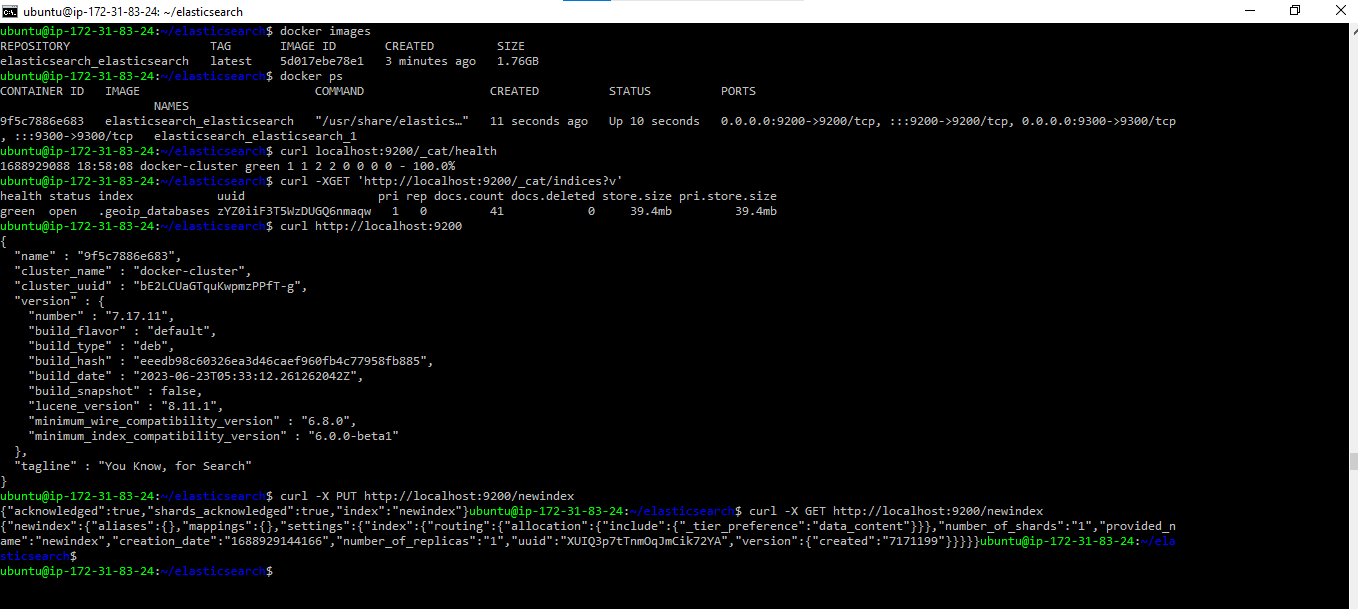 ubuntu@ip-172-31-83-24: ~/elasticsearch
ubuntu@ip-172-31-83-24:~/elasticsearch$ docker images
REPOSITORY                    TAG       IMAGE ID       CREATED         SIZE
elasticsearch_elasticsearch   latest    5d017ebe78e1   3 minutes ago   1.76GB
ubuntu@ip-172-31-83-24:~/elasticsearch$ docker ps
CONTAINER ID   IMAGE                         COMMAND                  CREATED          STATUS          PORTS
                      NAMES
9f5c7886e683   elasticsearch_elasticsearch   "/usr/share/elastics…"   11 seconds ago   Up 10 seconds   0.0.0.0:9200->9200/tcp, :::9200->9200/tcp, 0.0.0.0:9300->9300/tcp
, :::9300->9300/tcp   elasticsearch_elasticsearch_1
ubuntu@ip-172-31-83-24:~/elasticsearch$ curl localhost:9200/_cat/health
1688929088 18:58:08 docker-cluster green 1 1 2 2 0 0 0 0 - 100.0%
ubuntu@ip-172-31-83-24:~/elasticsearch$ curl -XGET 'http://localhost:9200/_cat/indices?v'
health status index            uuid                   pri rep docs.count docs.deleted store.size pri.store.size
green  open   .geoip_databases zYZ0iiF3T5WzDUGQ6nmaqw   1   0         41            0     39.4mb         39.4mb
ubuntu@ip-172-31-83-24:~/elasticsearch$ curl http://localhost:9200
{
  "name" : "9f5c7886e683",
  "cluster_name" : "docker-cluster",
  "cluster_uuid" : "bE2LCUaGTquKwpmzPPfT-g",
  "version" : {
    "number" : "7.17.11",
    "build_flavor" : "default",
    "build_type" : "deb",
    "build_hash" : "eeedb98c60326ea3d46caef960fb4c77958fb885",
    "build_date" : "2023-06-23T05:33:12.261262042Z",
    "build_snapshot" : false,
    "lucene_version" : "8.11.1",
    "minimum_wire_compatibility_version" : "6.8.0",
    "minimum_index_compatibility_version" : "6.0.0-beta1"
  },
  "tagline" : "You Know, for Search"
}
ubuntu@ip-172-31-83-24:~/elasticsearch$ curl -X PUT http://localhost:9200/newindex
{"acknowledged":true,"shards_acknowledged":true,"index":"newindex"}ubuntu@ip-172-31-83-24:~/elasticsearch$ curl -X GET http://localhost:9200/newindex
{"newindex":{"aliases":{},"mappings":{},"settings":{"index":{"routing":{"allocation":{"include":{"_tier_preference":"data_content"}}},"number_of_shards":"1","provided_n
ame":"newindex","creation_date":"1688929144166","number_of_replicas":"1","uuid":"XUIQ3p7tTnmOqJmCik72YA","version":{"created":"7171199"}}}}}ubuntu@ip-172-31-83-24:~/ela
sticsearch$
ubuntu@ip-172-31-83-24:~/elasticsearch$